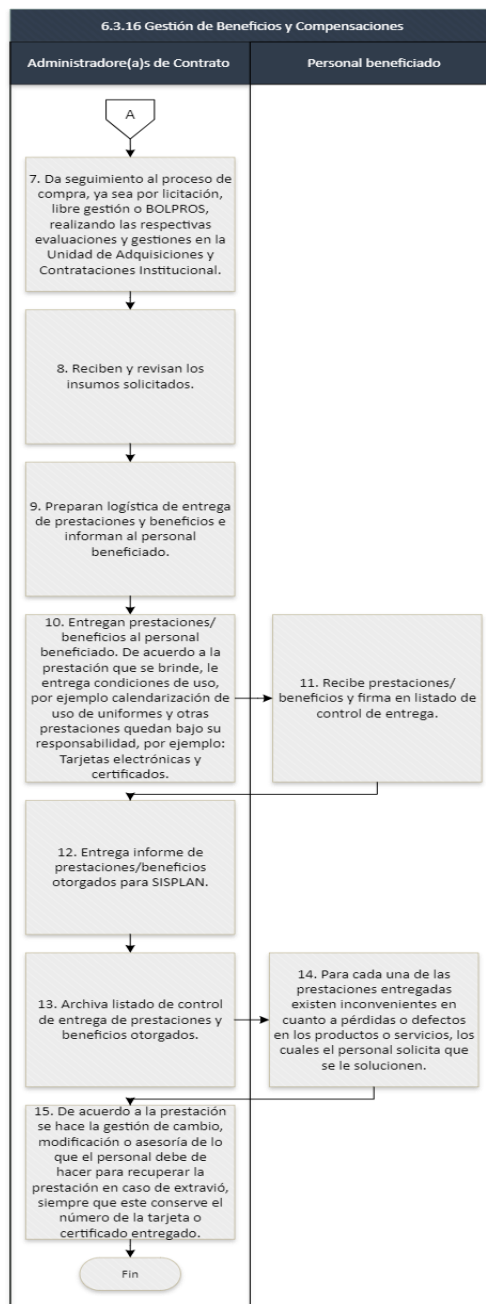 6.3.16 Gestión de Beneficios y Compensaciones
Administradore(a)s de Contrato
Personal beneficiado
A
7. Da seguimiento al proceso de
compra, ya sea por licitación,
libre gestión o BOLPROS,
realizando las respectivas
evaluaciones y gestiones en la
Unidad de Adquisiciones y
Contrataciones Institucional.
8. Reciben y revisan los
insumos solicitados.
9. Preparan logística de entrega
de prestaciones y beneficios e
informan al personal
beneficiado.
10. Entregan prestaciones/
beneficios al personal
beneficiado. De acuerdo a la
prestación que se brinde, le
entrega condiciones de uso,
por ejemplo calendarización de
uso de uniformes y otras
prestaciones quedan bajo su
responsabilidad, por ejemplo:
Tarjetas electrónicas y
certificados.
11. Recibe prestaciones/
beneficios y firma en listado de
control de entrega.
12. Entrega informe de
prestaciones/beneficios
otorgados para SISPLAN.
13. Archiva listado de control
de entrega de prestaciones y
beneficios otorgados.
14. Para cada una de las
prestaciones entregadas
existen inconvenientes en
cuanto a pérdidas o defectos
en los productos o servicios, los
cuales el personal solicita que
se le solucionen.
15. De acuerdo a la prestación
se hace la gestión de cambio,
modificación o asesoría de lo
que el personal debe de
hacer para recuperar la
prestación en caso de extravió,
siempre que este conserve el
número de la tarjeta o
certificado entregado.
Fin